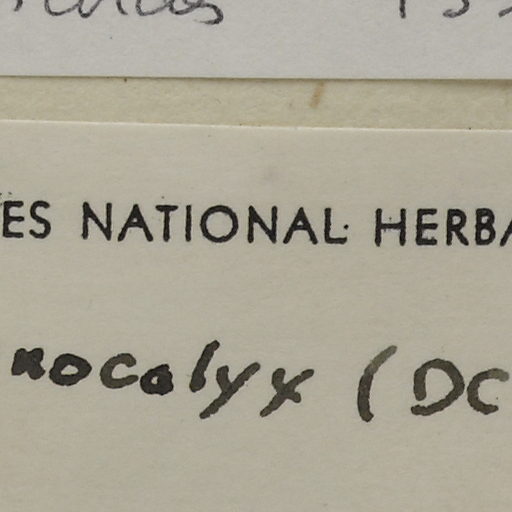 ES NATIONAL HERBA
nocalyx (DC